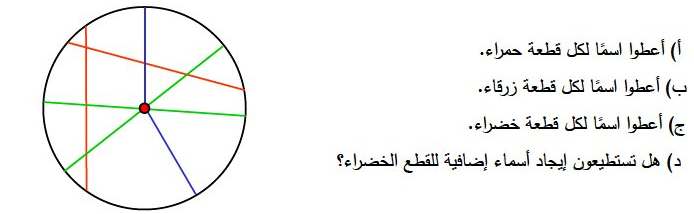 أ) أعطوا اسمًا لكل قطعة حمراء.
ب) أعطوا اسمًا لكل قطعة زرقاء.
ج) أعطوا اسمًا لكل قطعة خضراء.
د) هل تستطيعون إيجاد أسماء إضافية للقطع الخضراء؟